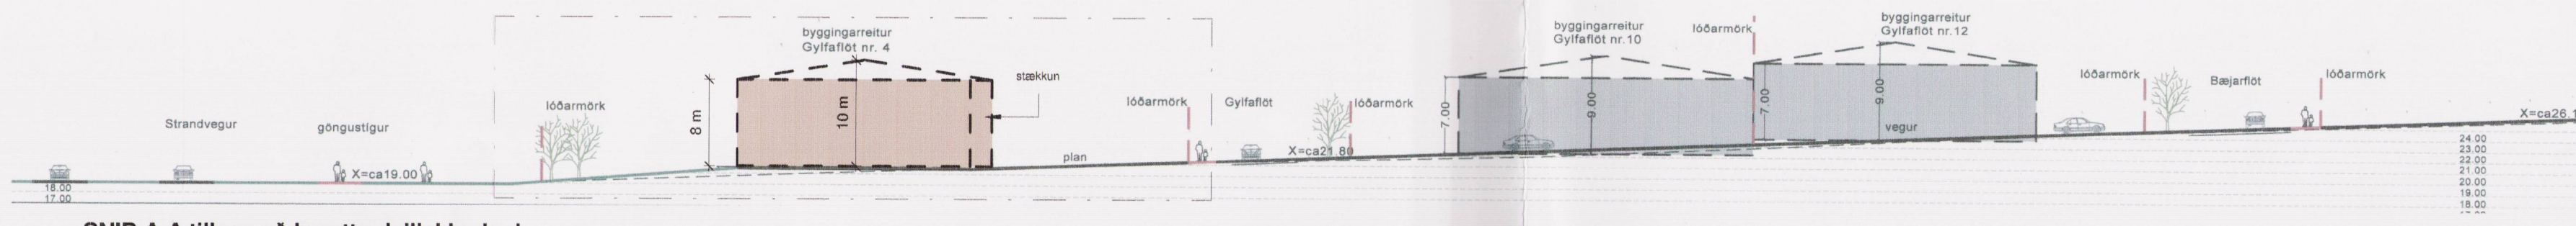 Strandvegur
göngustígur
X=ca19.00
18.00
17.00
lóðarmörk
byggingarreitur
Gylfaflöt nr. 4
8 m
10 m
stækkun
plan
lóðarmörk
Gylfaflöt
lóðarmörk
X=ca21.80
byggingarreitur
Gylfaflöt nr.10
7.00
9.00
lóðarmörk
byggingarreitur
Gylfaflöt nr.12
7.00
9.00
vegur
lóðarmörk
Bæjarflöt
lóðarmörk
X=ca26.1
24.00
23.00
22.00
21.00
20.00
19.00
18.00